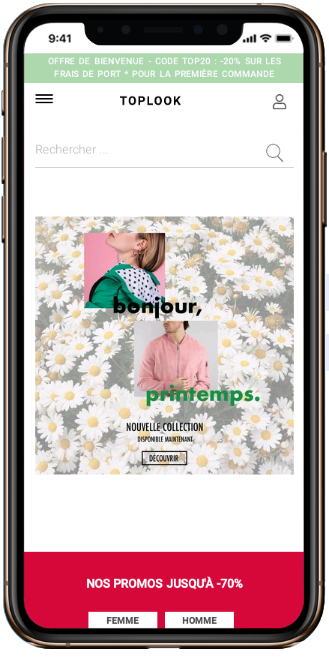 9:41
OFFRE DE BIENVENUE - CODE TOP20 : -20% SUR LES
FRAIS DE PORT * POUR LA PREMIÈRE COMMANDE
TOPLOOK
Rechercher ...
bonjour,
printemps.
NOUVELLE COLLECTION
DISPONIBLE MAINTENANT.
DÉCOUVRIR
NOS PROMOS JUSQU'À -70%
FEMME HOMME